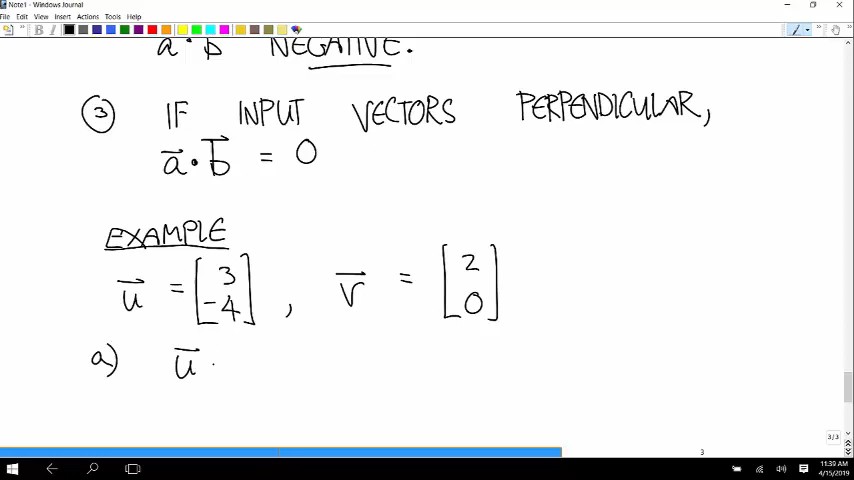 Note1 - Windows Journal
File Edit View Insert Actions Tools Help
B I
a · b NEGATIVE.
③ IF INPUT VECTORS PERPENDICULAR,
a · b = 0
EXAMPLE
u = [3 -4], v = [2 0]
a) u ·
3/3
3
11:39 AM
4/15/2019